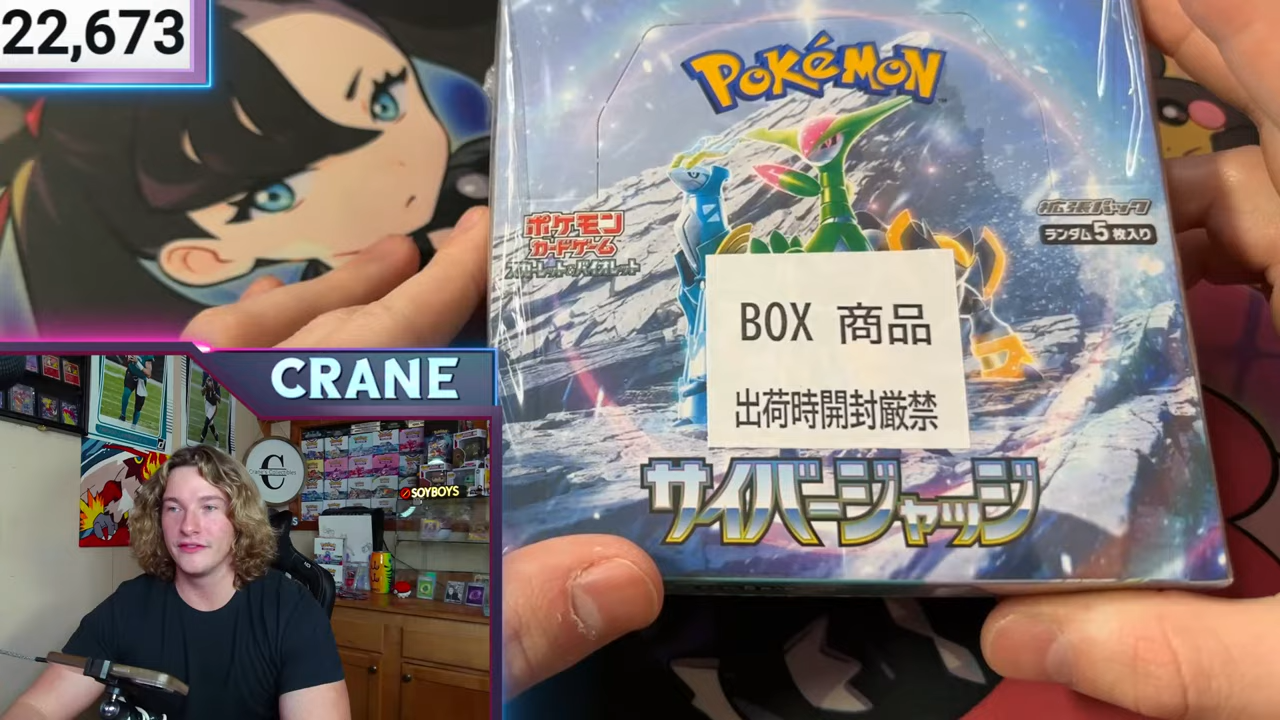 22,673
POKÉMON
ポケモン
カードゲーム
スカーレット&バイオレット
拡張パック
ランダム5枚入り
BOX 商品
出荷時開封厳禁
サイバージャッジ
CRANE
C
SOYBOYS